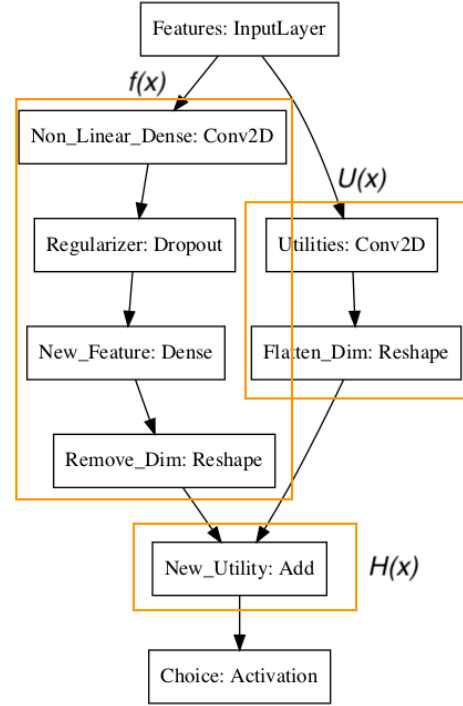 Features: InputLayer
f(x)
Non_Linear_Dense: Conv2D
U(x)
Regularizer: Dropout
Utilities: Conv2D
New_Feature: Dense
Flatten_Dim: Reshape
Remove_Dim: Reshape
New_Utility: Add
H(x)
Choice: Activation